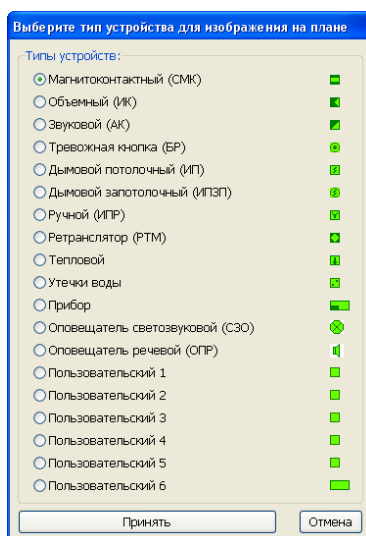 Выберите тип устройства для изображения на плане
Типы устройств:
Магнитоконтактный (СМК)
Объемный (ИК)
Звуковой (АК)
Тревожная кнопка (БР)
Дымовой потолочный (ИП)
Дымовой запотолочный (ИПЗП)
Ручной (ИПР)
Ретранслятор (РТМ)
Тепловой
Утечки воды
Прибор
Оповещатель светозвуковой (СЗО)
Оповещатель речевой (ОПР)
Пользовательский 1
Пользовательский 2
Пользовательский 3
Пользовательский 4
Пользовательский 5
Пользовательский 6
Принять Отмена